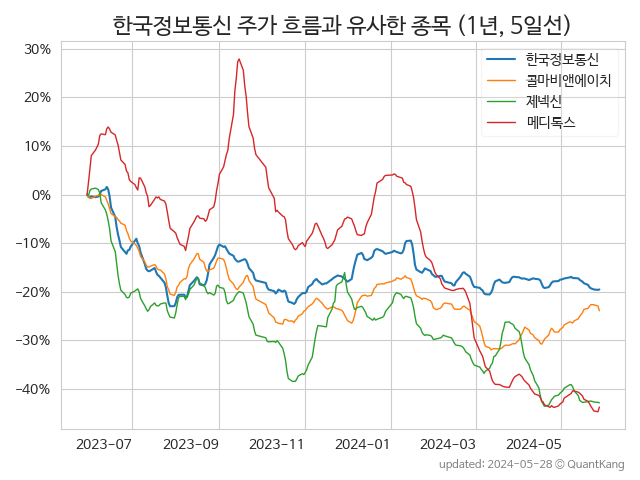 한국정보통신 주가 흐름과 유사한 종목 (1년, 5일선)
30%
20%
10%
0%
−10%
−20%
−30%
−40%
한국정보통신
콜마비앤에이치
제넥신
메디톡스
2023-07
2023-09
2023-11
2024-01
2024-03
2024-05
updated: 2024-05-28 © QuantKang